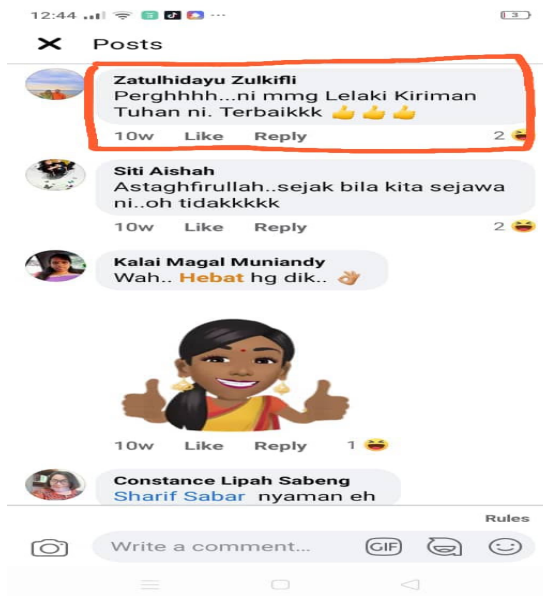 12:44
3
Posts
Zatulhidayu Zulkifli
Perghhhh...ni mmg Lelaki Kiriman
Tuhan ni. Terbaikkk 👍👍👍
10w Like Reply 2
Siti Aishah
Astaghfirullah..sejak bila kita sejawa
ni..oh tidakkkkk
10w Like Reply 2
Kalai Magal Muniandy
Wah.. Hebat hg dik.. 👌
10w Like Reply 1
Constance Lipah Sabeng
Sharif Sabar nyaman eh
Rules
Write a comment...
GIF